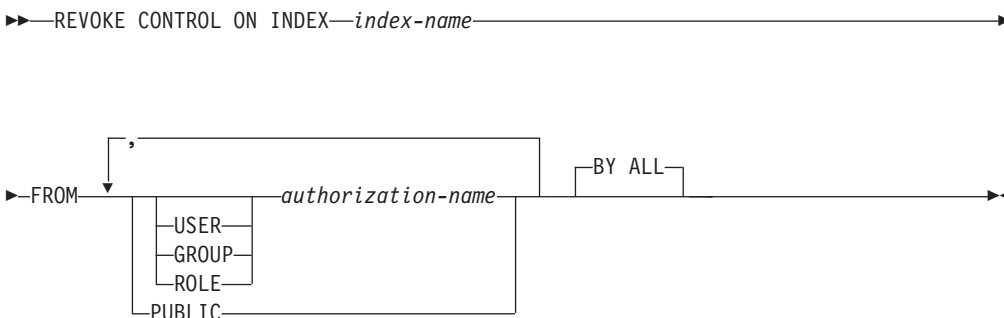 REVOKE CONTROL ON INDEX index-name
,
BY ALL
FROM authorization-name
USER
GROUP
ROLE
PUBLIC